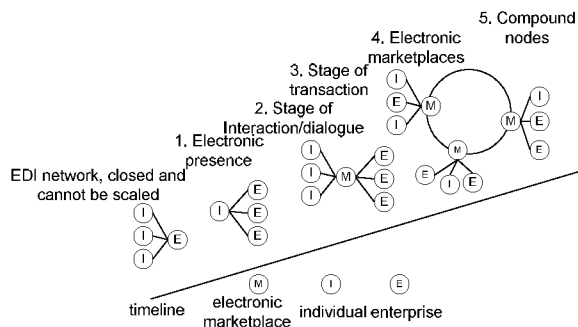 5. Compound
nodes
4. Electronic
marketplaces
3. Stage of
transaction
2. Stage of
Interaction/dialogue
1. Electronic
presence
EDI network, closed and
cannot be scaled
I
I
I
E
I
E
E
E
I
I
I
M
E
E
E
I
E
I
M
M
E
I
E
M
I
E
E
M
I
E
timeline
electronic
marketplace
individual enterprise